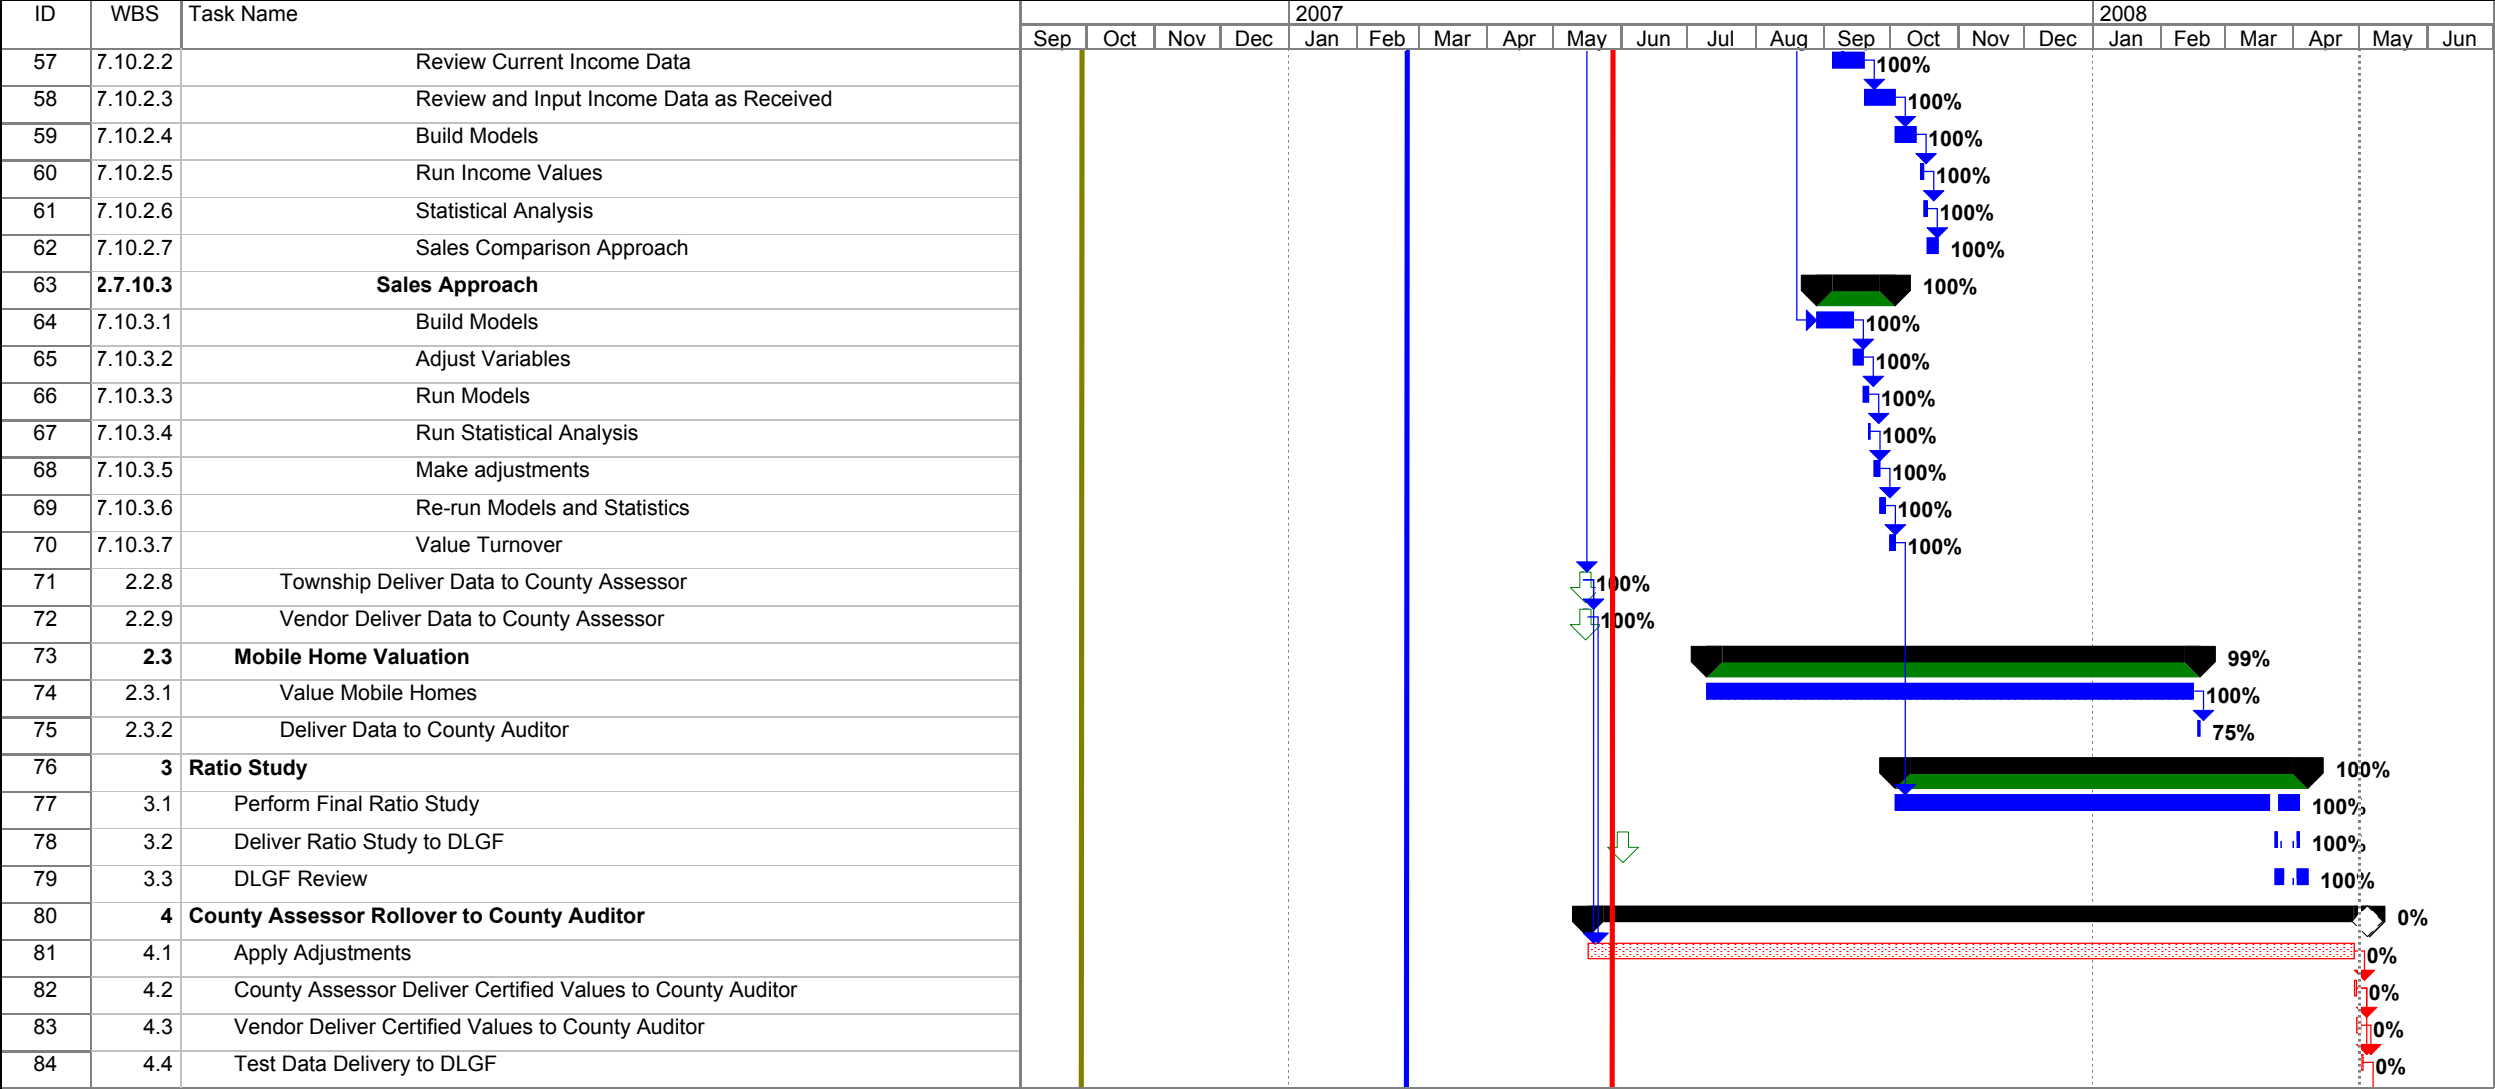 ID WBS Task Name 2007 2008
Sep Oct Nov Dec Jan Feb Mar Apr May Jun Jul Aug Sep Oct Nov Dec Jan Feb Mar Apr May Jun
57 7.10.2.2 Review Current Income Data 100%
58 7.10.2.3 Review and Input Income Data as Received 100%
59 7.10.2.4 Build Models 100%
60 7.10.2.5 Run Income Values 100%
61 7.10.2.6 Statistical Analysis 100%
62 7.10.2.7 Sales Comparison Approach 100%
63 2.7.10.3 Sales Approach 100%
64 7.10.3.1 Build Models 100%
65 7.10.3.2 Adjust Variables 100%
66 7.10.3.3 Run Models 100%
67 7.10.3.4 Run Statistical Analysis 100%
68 7.10.3.5 Make adjustments 100%
69 7.10.3.6 Re-run Models and Statistics 100%
70 7.10.3.7 Value Turnover 100%
71 2.2.8 Township Deliver Data to County Assessor 100%
72 2.2.9 Vendor Deliver Data to County Assessor 100%
73 2.3 Mobile Home Valuation 99%
74 2.3.1 Value Mobile Homes 100%
75 2.3.2 Deliver Data to County Auditor 75%
76 3 Ratio Study 100%
77 3.1 Perform Final Ratio Study 100%
78 3.2 Deliver Ratio Study to DLGF 100%
79 3.3 DLGF Review 100%
80 4 County Assessor Rollover to County Auditor 0%
81 4.1 Apply Adjustments 0%
82 4.2 County Assessor Deliver Certified Values to County Auditor 0%
83 4.3 Vendor Deliver Certified Values to County Auditor 0%
84 4.4 Test Data Delivery to DLGF 0%